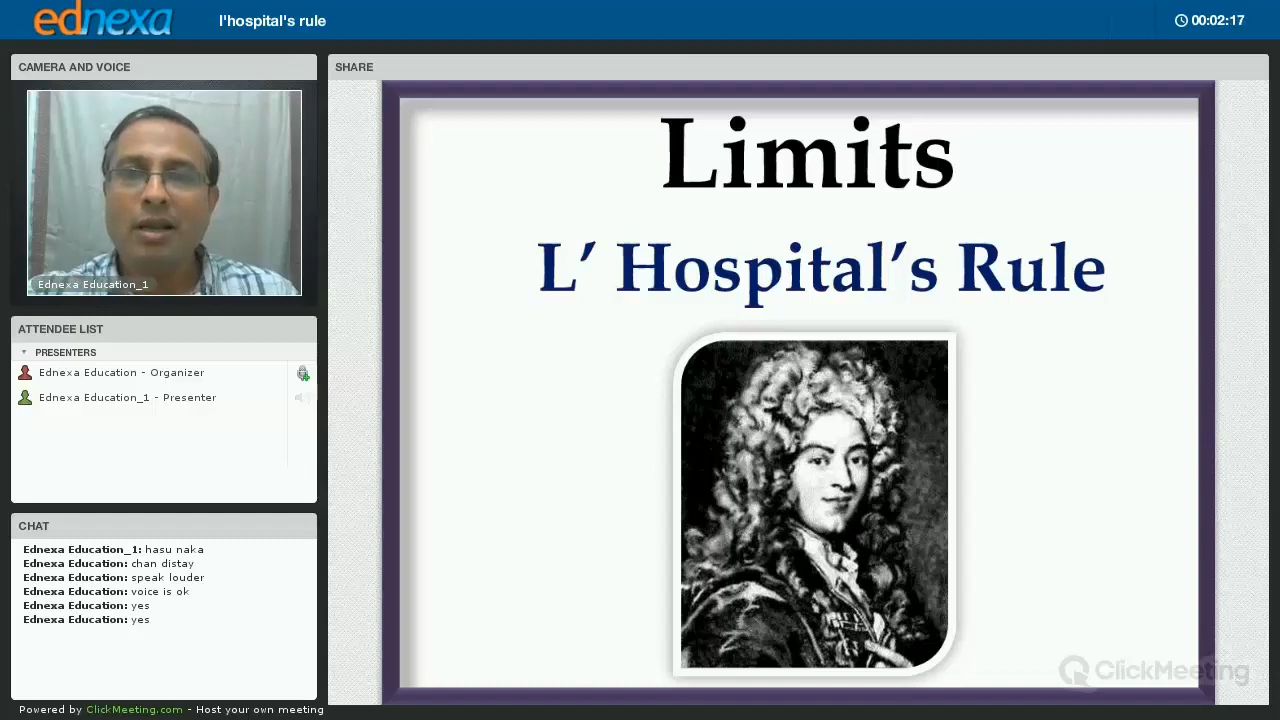 ednexa
l'hospital's rule
00:02:17
CAMERA AND VOICE
Ednexa Education_1
ATTENDEE LIST
PRESENTERS
Ednexa Education - Organizer
Ednexa Education_1 - Presenter
CHAT
Ednexa Education_1: hasu naka
Ednexa Education: chan distay
Ednexa Education: speak louder
Ednexa Education: voice is ok
Ednexa Education: yes
Ednexa Education: yes
Powered by ClickMeeting.com - Host your own meeting
SHARE
Limits
L’ Hospital’s Rule
ClickMeeting